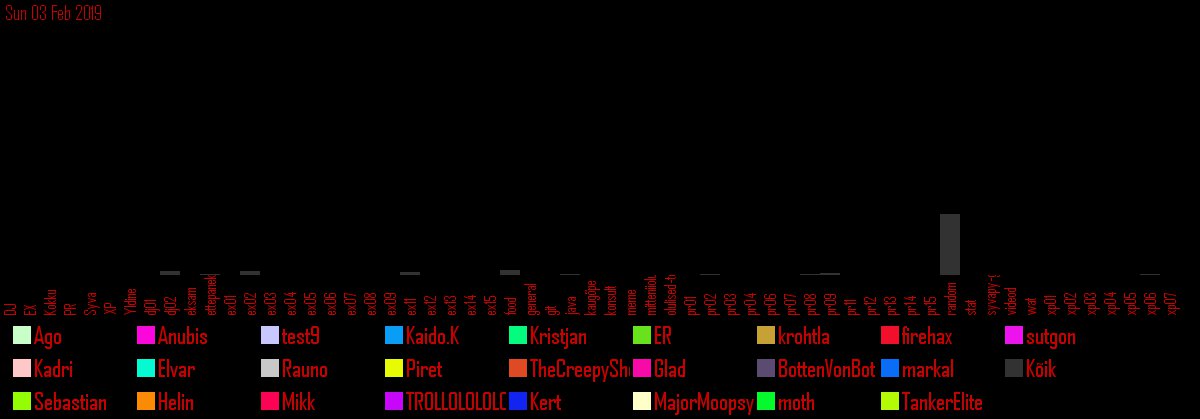 Sun 03 Feb 2019
DJ EX Kokku PR Syva XP Yldine dj01 dj02 eksam ettepanek ex01 ex02 ex03 ex04 ex05 ex06 ex07 ex08 ex09 ex11 ex12 ex13 ex14 ex15 food general git java kaugõpe konsult meme mitteniilol olulised-t pr01 pr02 pr03 pr04 pr06 pr07 pr08 pr09 pr11 pr12 pr13 pr14 pr15 random stat videod wat xp01 xp02 xp03 xp04 xp05 xp06 xp07
Ago Anubis test9 Kaido.K Kristjan ER krohtla firehax sutgon
Kadri Elvar Rauno Piret TheCreepySh Glad BottenVonBot markal Kõik
Sebastian Helin Mikk TROLLOLOLOLO Kert MajorMoopsy moth TankerElite